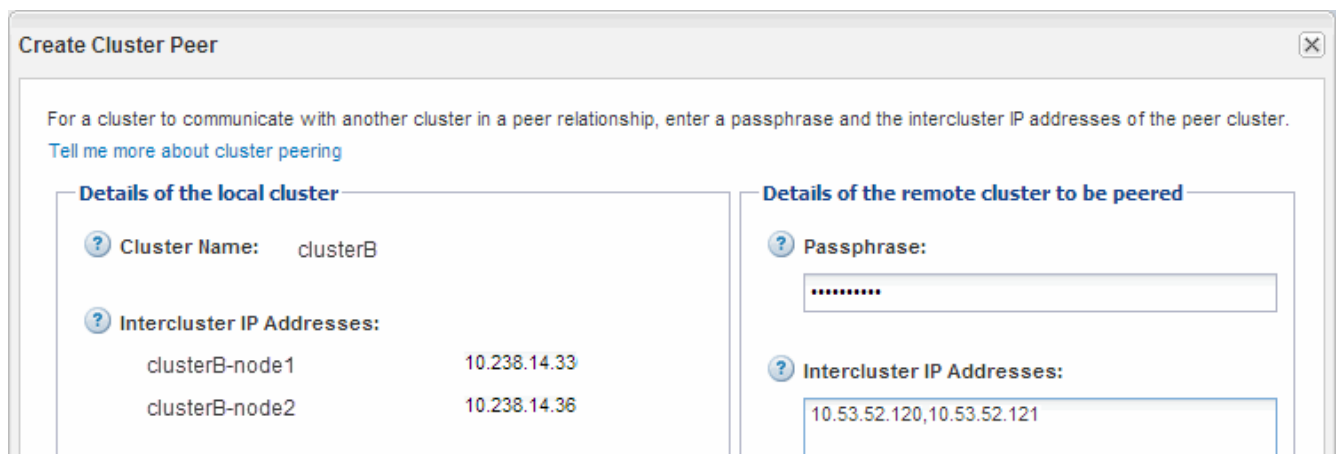 Create Cluster Peer
For a cluster to communicate with another cluster in a peer relationship, enter a passphrase and the intercluster IP addresses of the peer cluster.
Tell me more about cluster peering
Details of the local cluster
? Cluster Name: clusterB
? Intercluster IP Addresses:
clusterB-node1 10.238.14.33
clusterB-node2 10.238.14.36
Details of the remote cluster to be peered
? Passphrase:
••••••••••
? Intercluster IP Addresses:
10.53.52.120,10.53.52.121